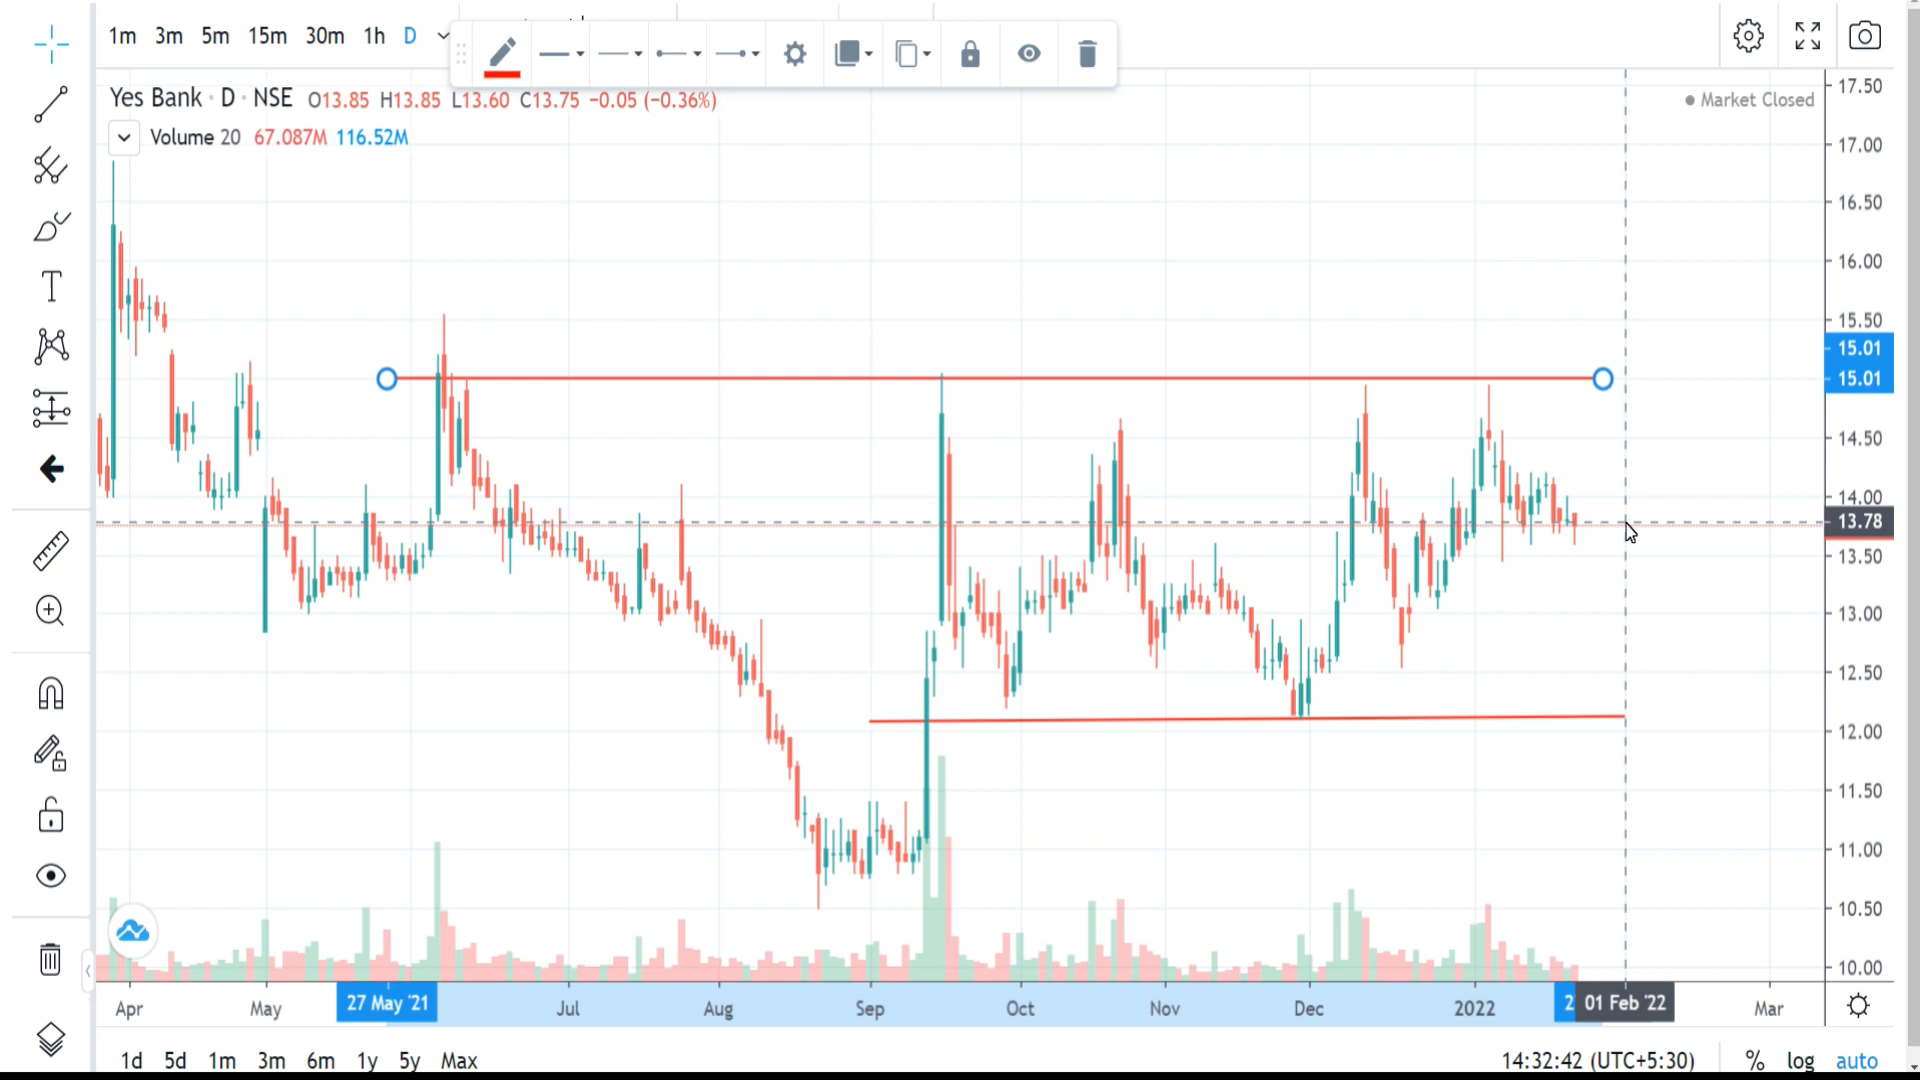 1m 3m 5m 15m 30m 1h D
Yes Bank · D · NSE O13.85 H13.85 L13.60 C13.75 −0.05 (−0.36%)
Market Closed
Volume 20 67.087M 116.52M
T
17.50
17.00
16.50
16.00
15.50
15.01
15.01
14.50
14.00
13.78
13.50
13.00
12.50
12.00
11.50
11.00
10.50
10.00
Apr May 27 May '21 Jul Aug Sep Oct Nov Dec 2022 2 01 Feb '22 Mar
1d 5d 1m 3m 6m 1y 5y Max 14:32:42 (UTC+5:30) % log auto